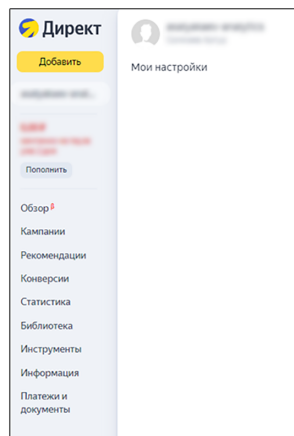 Директ
Добавить
Мои настройки
Пополнить
Обзор β
Кампании
Рекомендации
Конверсии
Статистика
Библиотека
Инструменты
Информация
Платежи и
документы